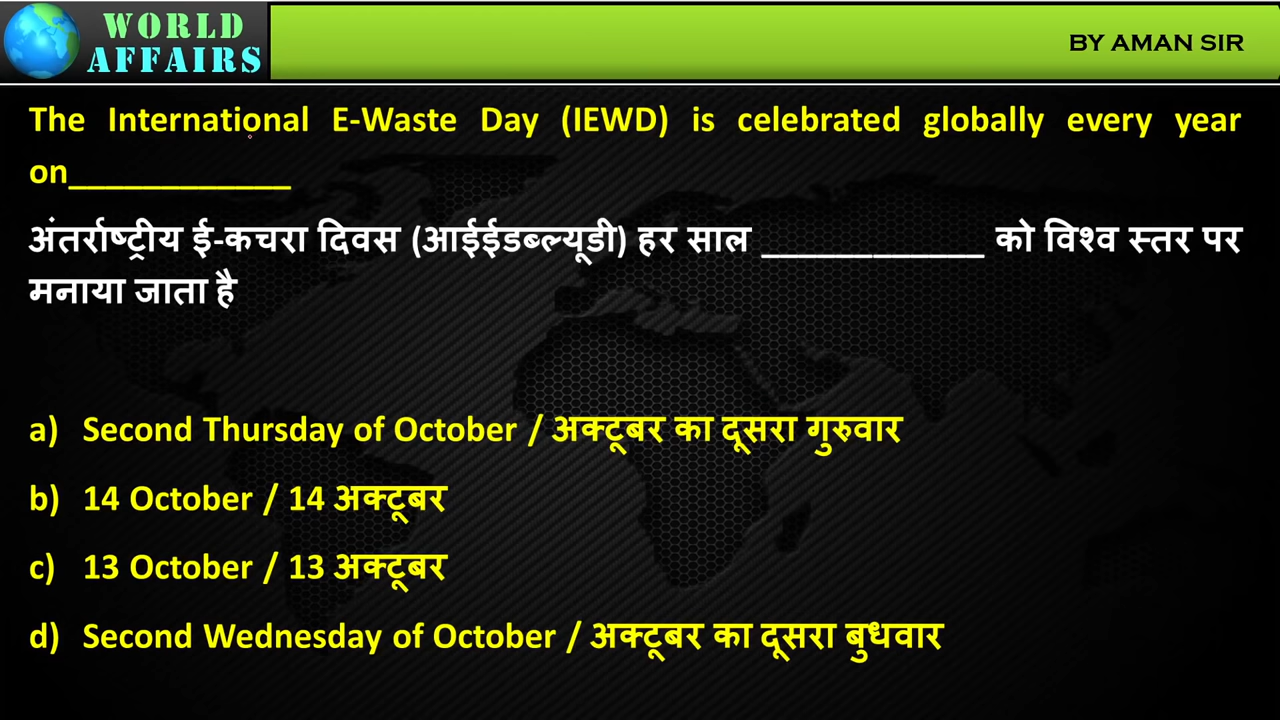 WORLD
AFFAIRS
BY AMAN SIR
The International E-Waste Day (IEWD) is celebrated globally every year
on____________
अंतर्राष्ट्रीय ई-कचरा दिवस (आईईडब्ल्यूडी) हर साल ____________ को विश्व स्तर पर
मनाया जाता है
a) Second Thursday of October / अक्टूबर का दूसरा गुरुवार
b) 14 October / 14 अक्टूबर
c) 13 October / 13 अक्टूबर
d) Second Wednesday of October / अक्टूबर का दूसरा बुधवार